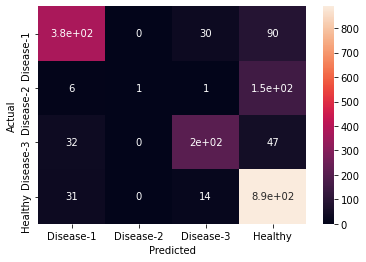 3.8e+02 0 30 90
6 1 1 1.5e+02
32 0 2e+02 47
31 0 14 8.9e+02
Disease-1
Disease-2
Disease-3
Healthy
Actual
Disease-1 Disease-2 Disease-3 Healthy
Predicted
800
700
600
500
400
300
200
100
0